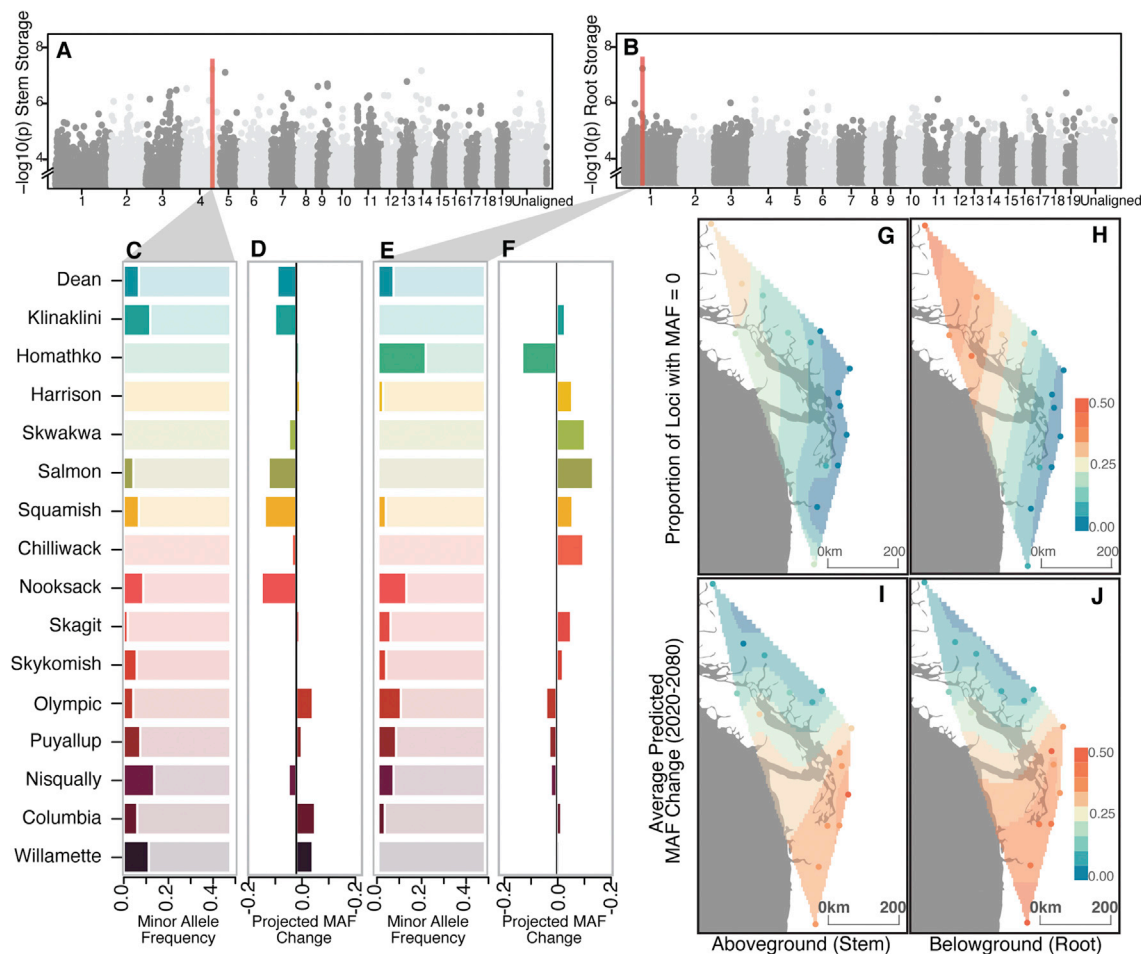 A
−log10(p) Stem Storage
8
6
4
1 2 3 4 5 6 7 8 9 10 11 12 13 14 15 16 17 18 19 Unaligned
B
−log10(p) Root Storage
8
6
4
1 2 3 4 5 6 7 8 9 10 11 12 13 14 15 16 17 18 19 Unaligned
C D E F
Dean
Klinaklini
Homathko
Harrison
Skwakwa
Salmon
Squamish
Chilliwack
Nooksack
Skagit
Skykomish
Olympic
Puyallup
Nisqually
Columbia
Willamette
0.0 0.2 0.4
Minor Allele
Frequency
-0.2 0.0 0.2
Projected MAF
Change
0.0 0.2 0.4
Minor Allele
Frequency
-0.2 0.0 -0.2
Projected MAF
Change
Proportion of Loci with MAF = 0
G
0km 200
H
0.50
0.25
0.00
0km 200
Average Predicted
MAF Change (2020-2080)
I
0km 200
J
0.50
0.25
0.00
0km 200
Aboveground (Stem)
Belowground (Root)